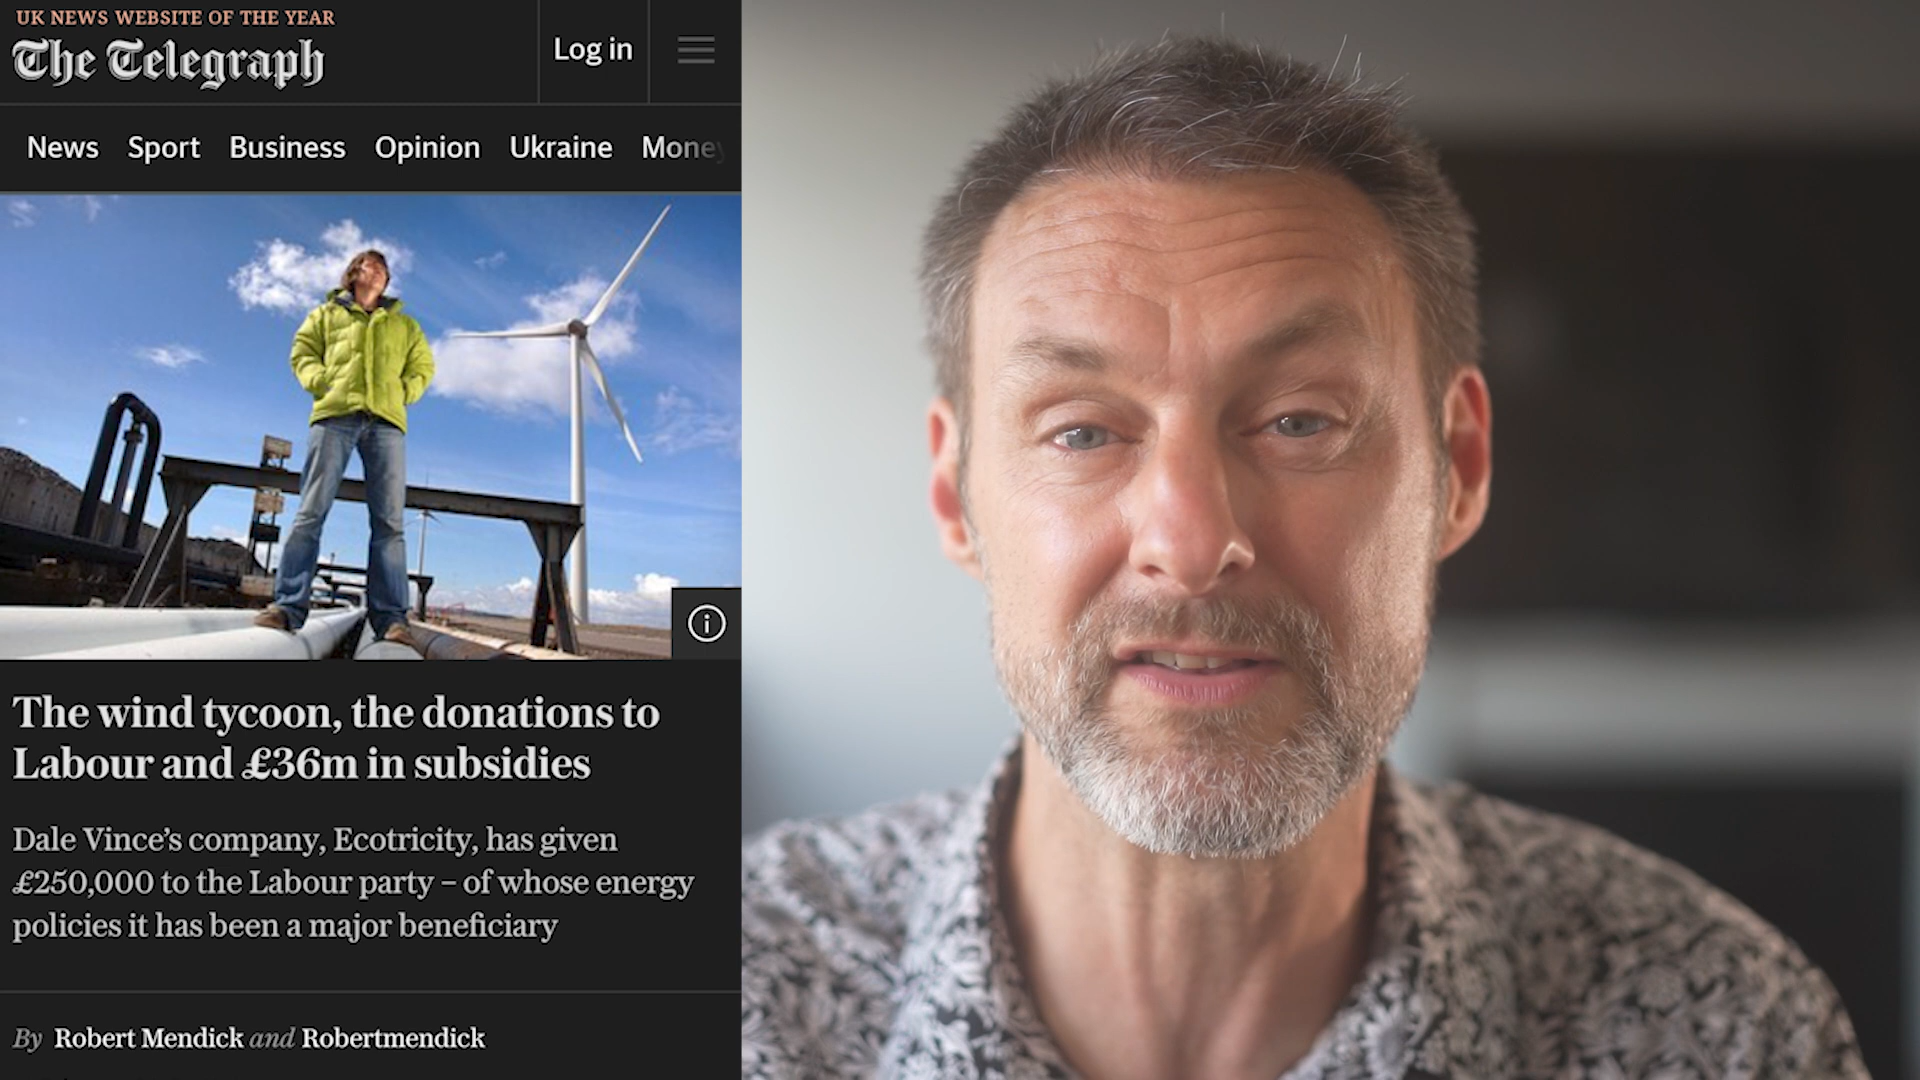 UK NEWS WEBSITE OF THE YEAR
The Telegraph
Log in
News Sport Business Opinion Ukraine Money
The wind tycoon, the donations to
Labour and £36m in subsidies
Dale Vince's company, Ecotricity, has given
£250,000 to the Labour party – of whose energy
policies it has been a major beneficiary
By Robert Mendick and Robertmendick